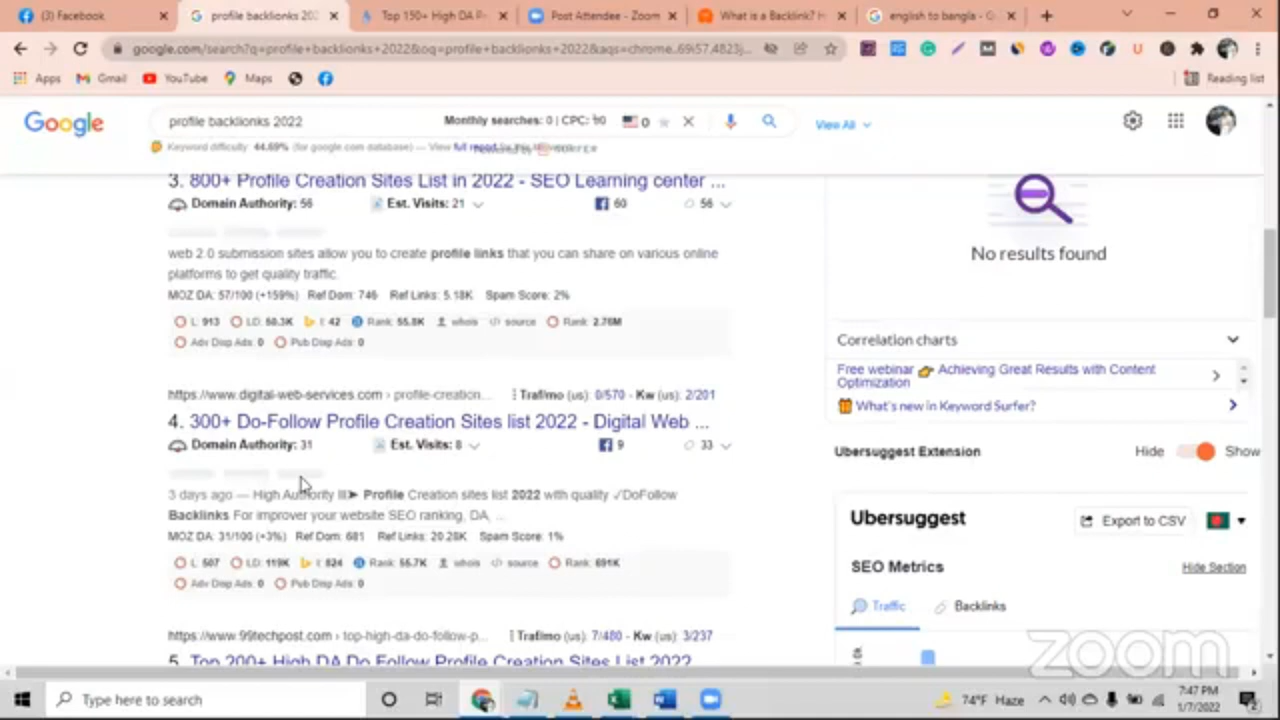 (3) Facebook
profile backlionks 202
Top 150+ High DA P
Post Attendee - Zoom
What is a Backlink? H
english to bangla - G
google.com/search?q=profile+backlionks+2022&oq=profile+backlionks+2022&aqs=chrome..69i57.4823j...
Apps
Gmail
YouTube
Maps
Reading list
Google
profile backlionks 2022
Monthly searches: 0 | CPC: ৳0
0
View All
Keyword difficulty: 44.69% (for google.com database) — View full report
3. 800+ Profile Creation Sites List in 2022 - SEO Learning center ...
Domain Authority: 56
Est. Visits: 21
60
56
web 2.0 submission sites allow you to create profile links that you can share on various online
platforms to get quality traffic.
MOZ DA: 57/100 (+159%) Ref Dom: 746 Ref Links: 5.18K Spam Score: 2%
L: 913 LD: 50.3K I: 42 Rank: 55.8K whois source Rank: 2.76M
Adv Disp Ads: 0 Pub Disp Ads: 0
https://www.digital-web-services.com › profile-creation...
Traf/mo (us): 0/570 - Kw (us): 2/201
4. 300+ Do-Follow Profile Creation Sites list 2022 - Digital Web ...
Domain Authority: 31
Est. Visits: 8
9
33
3 days ago — High Authority III➤ Profile Creation sites list 2022 with quality ✓DoFollow
Backlinks For improver your website SEO ranking, DA, ...
MOZ DA: 31/100 (+3%) Ref Dom: 681 Ref Links: 20.28K Spam Score: 1%
L: 507 LD: 119K I: 824 Rank: 55.7K whois source Rank: 691K
Adv Disp Ads: 0 Pub Disp Ads: 0
https://www.99techpost.com › top-high-da-do-follow-p...
Traf/mo (us): 7/480 - Kw (us): 3/237
5. Top 200+ High DA Do Follow Profile Creation Sites List 2022
No results found
Correlation charts
Free webinar 👉 Achieving Great Results with Content
Optimization
What's new in Keyword Surfer?
Ubersuggest Extension
Hide
Show
Ubersuggest
Export to CSV
SEO Metrics
Hide Section
Traffic
Backlinks
zoom
Type here to search
74°F Haze
7:47 PM
1/7/2022
2